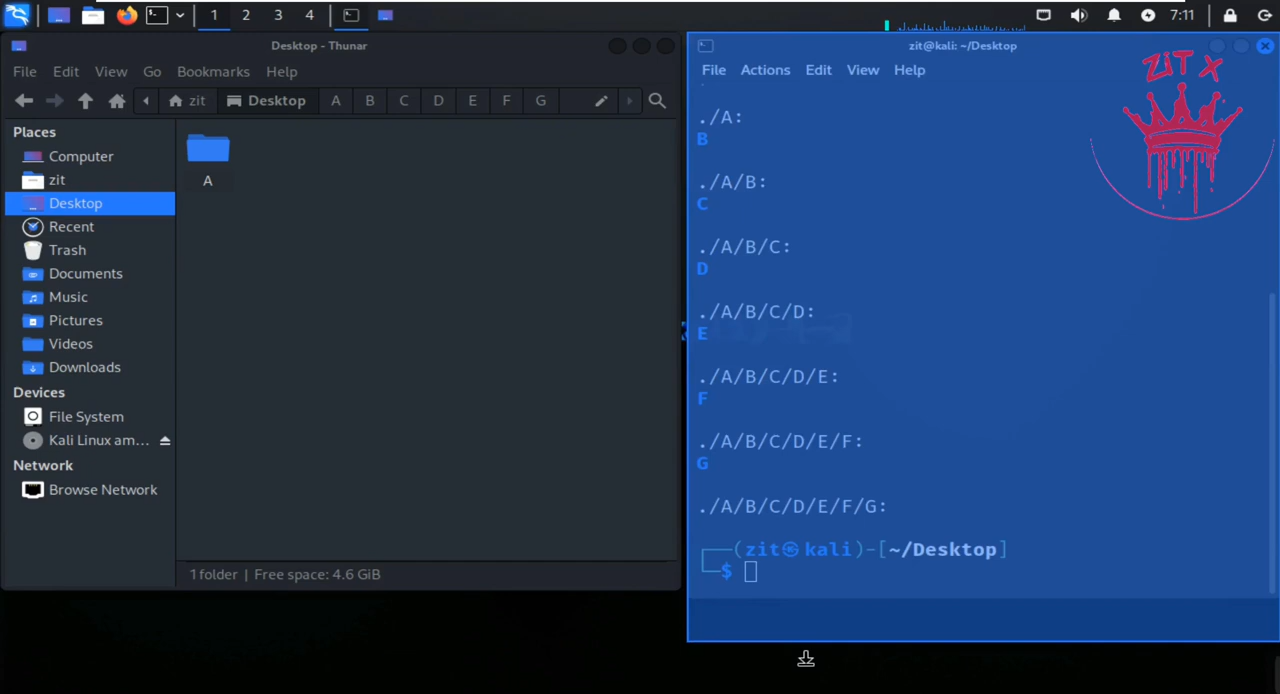 1 2 3 4 7:11
Desktop - Thunar
File Edit View Go Bookmarks Help
zit Desktop A B C D E F G
Places
Computer
zit
Desktop
Recent
Trash
Documents
Music
Pictures
Videos
Downloads
Devices
File System
Kali Linux am...
Network
Browse Network
A
1 folder | Free space: 4.6 GiB
zit@kali: ~/Desktop
File Actions Edit View Help
ZiT X
./A:
B
./A/B:
C
./A/B/C:
D
./A/B/C/D:
E
./A/B/C/D/E:
F
./A/B/C/D/E/F:
G
./A/B/C/D/E/F/G:
┌──(zit㉿kali)-[~/Desktop]
└─$